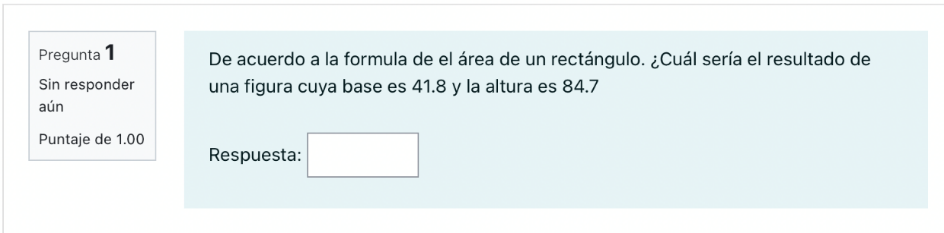 Pregunta 1
Sin responder
aún
Puntaje de 1.00
De acuerdo a la formula de el área de un rectángulo. ¿Cuál sería el resultado de
una figura cuya base es 41.8 y la altura es 84.7
Respuesta: